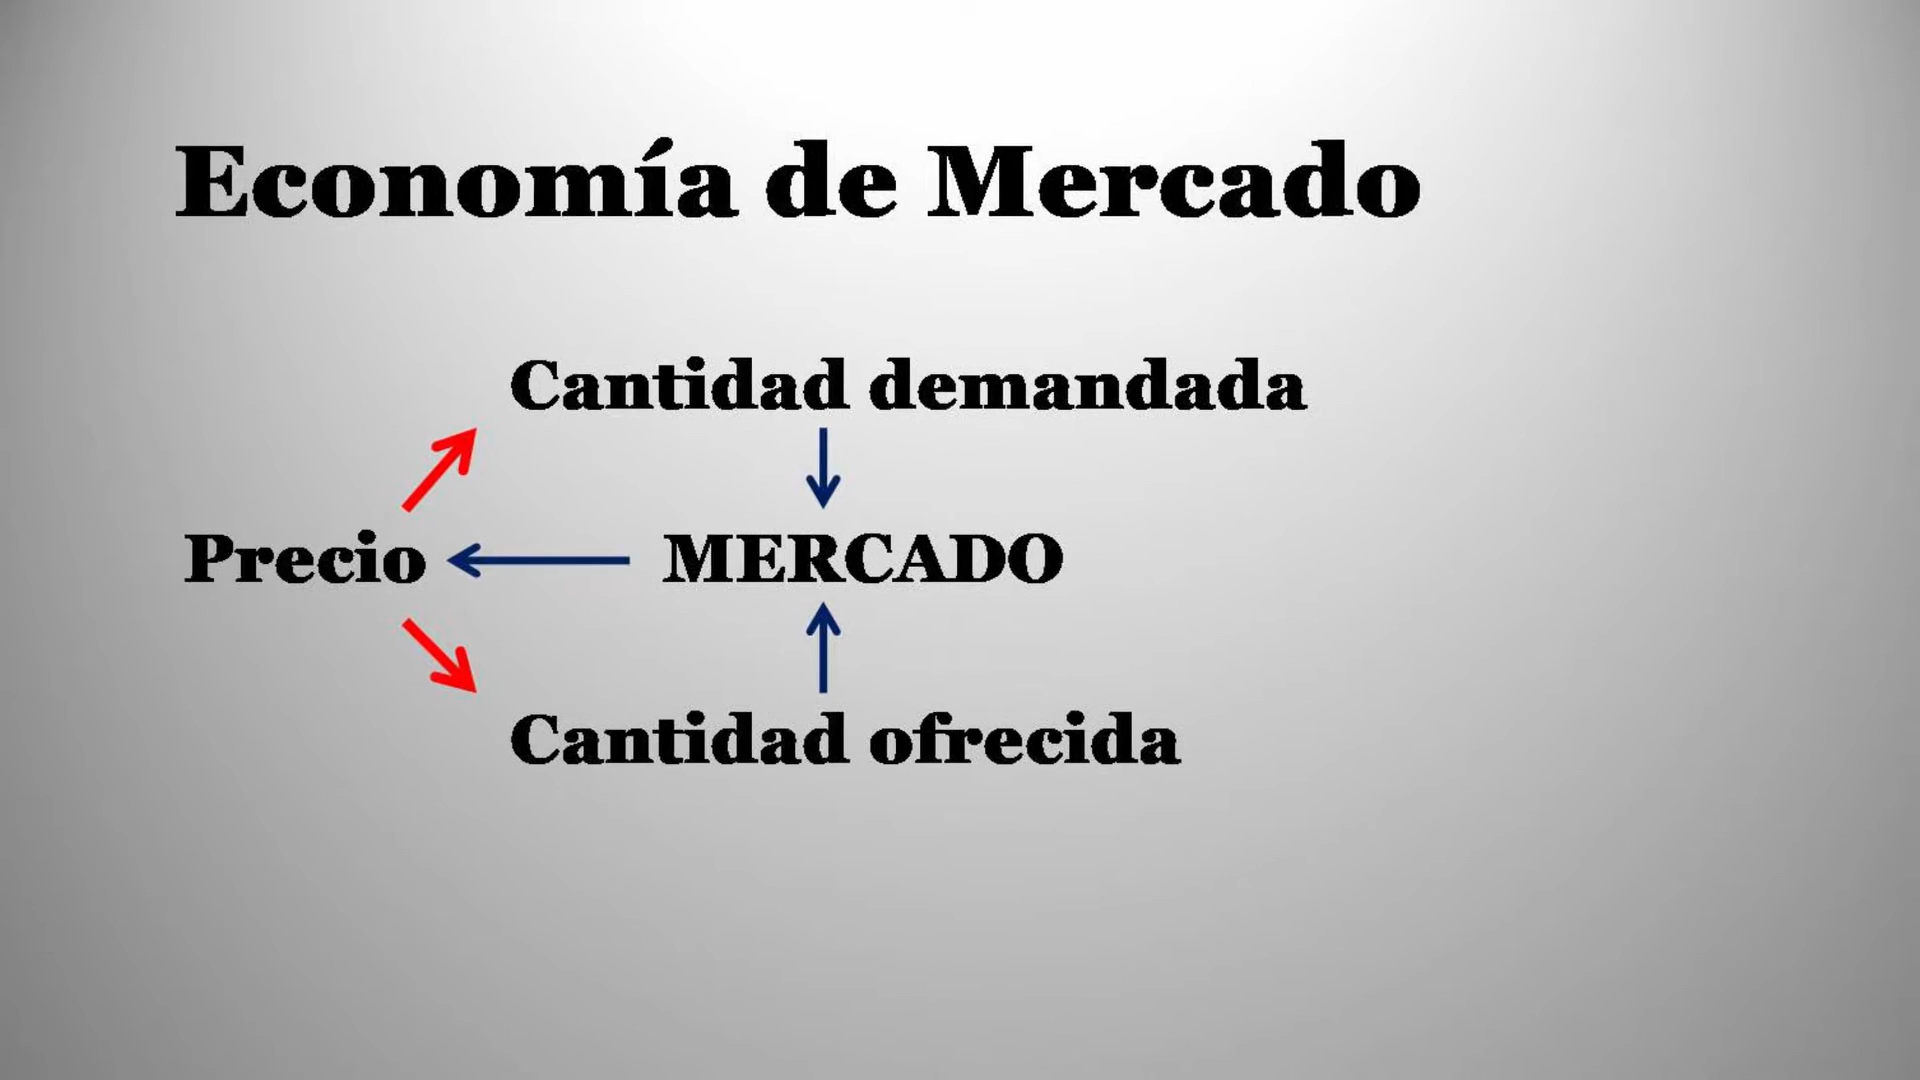 Economía de Mercado
Cantidad demandada
Precio
MERCADO
Cantidad ofrecida